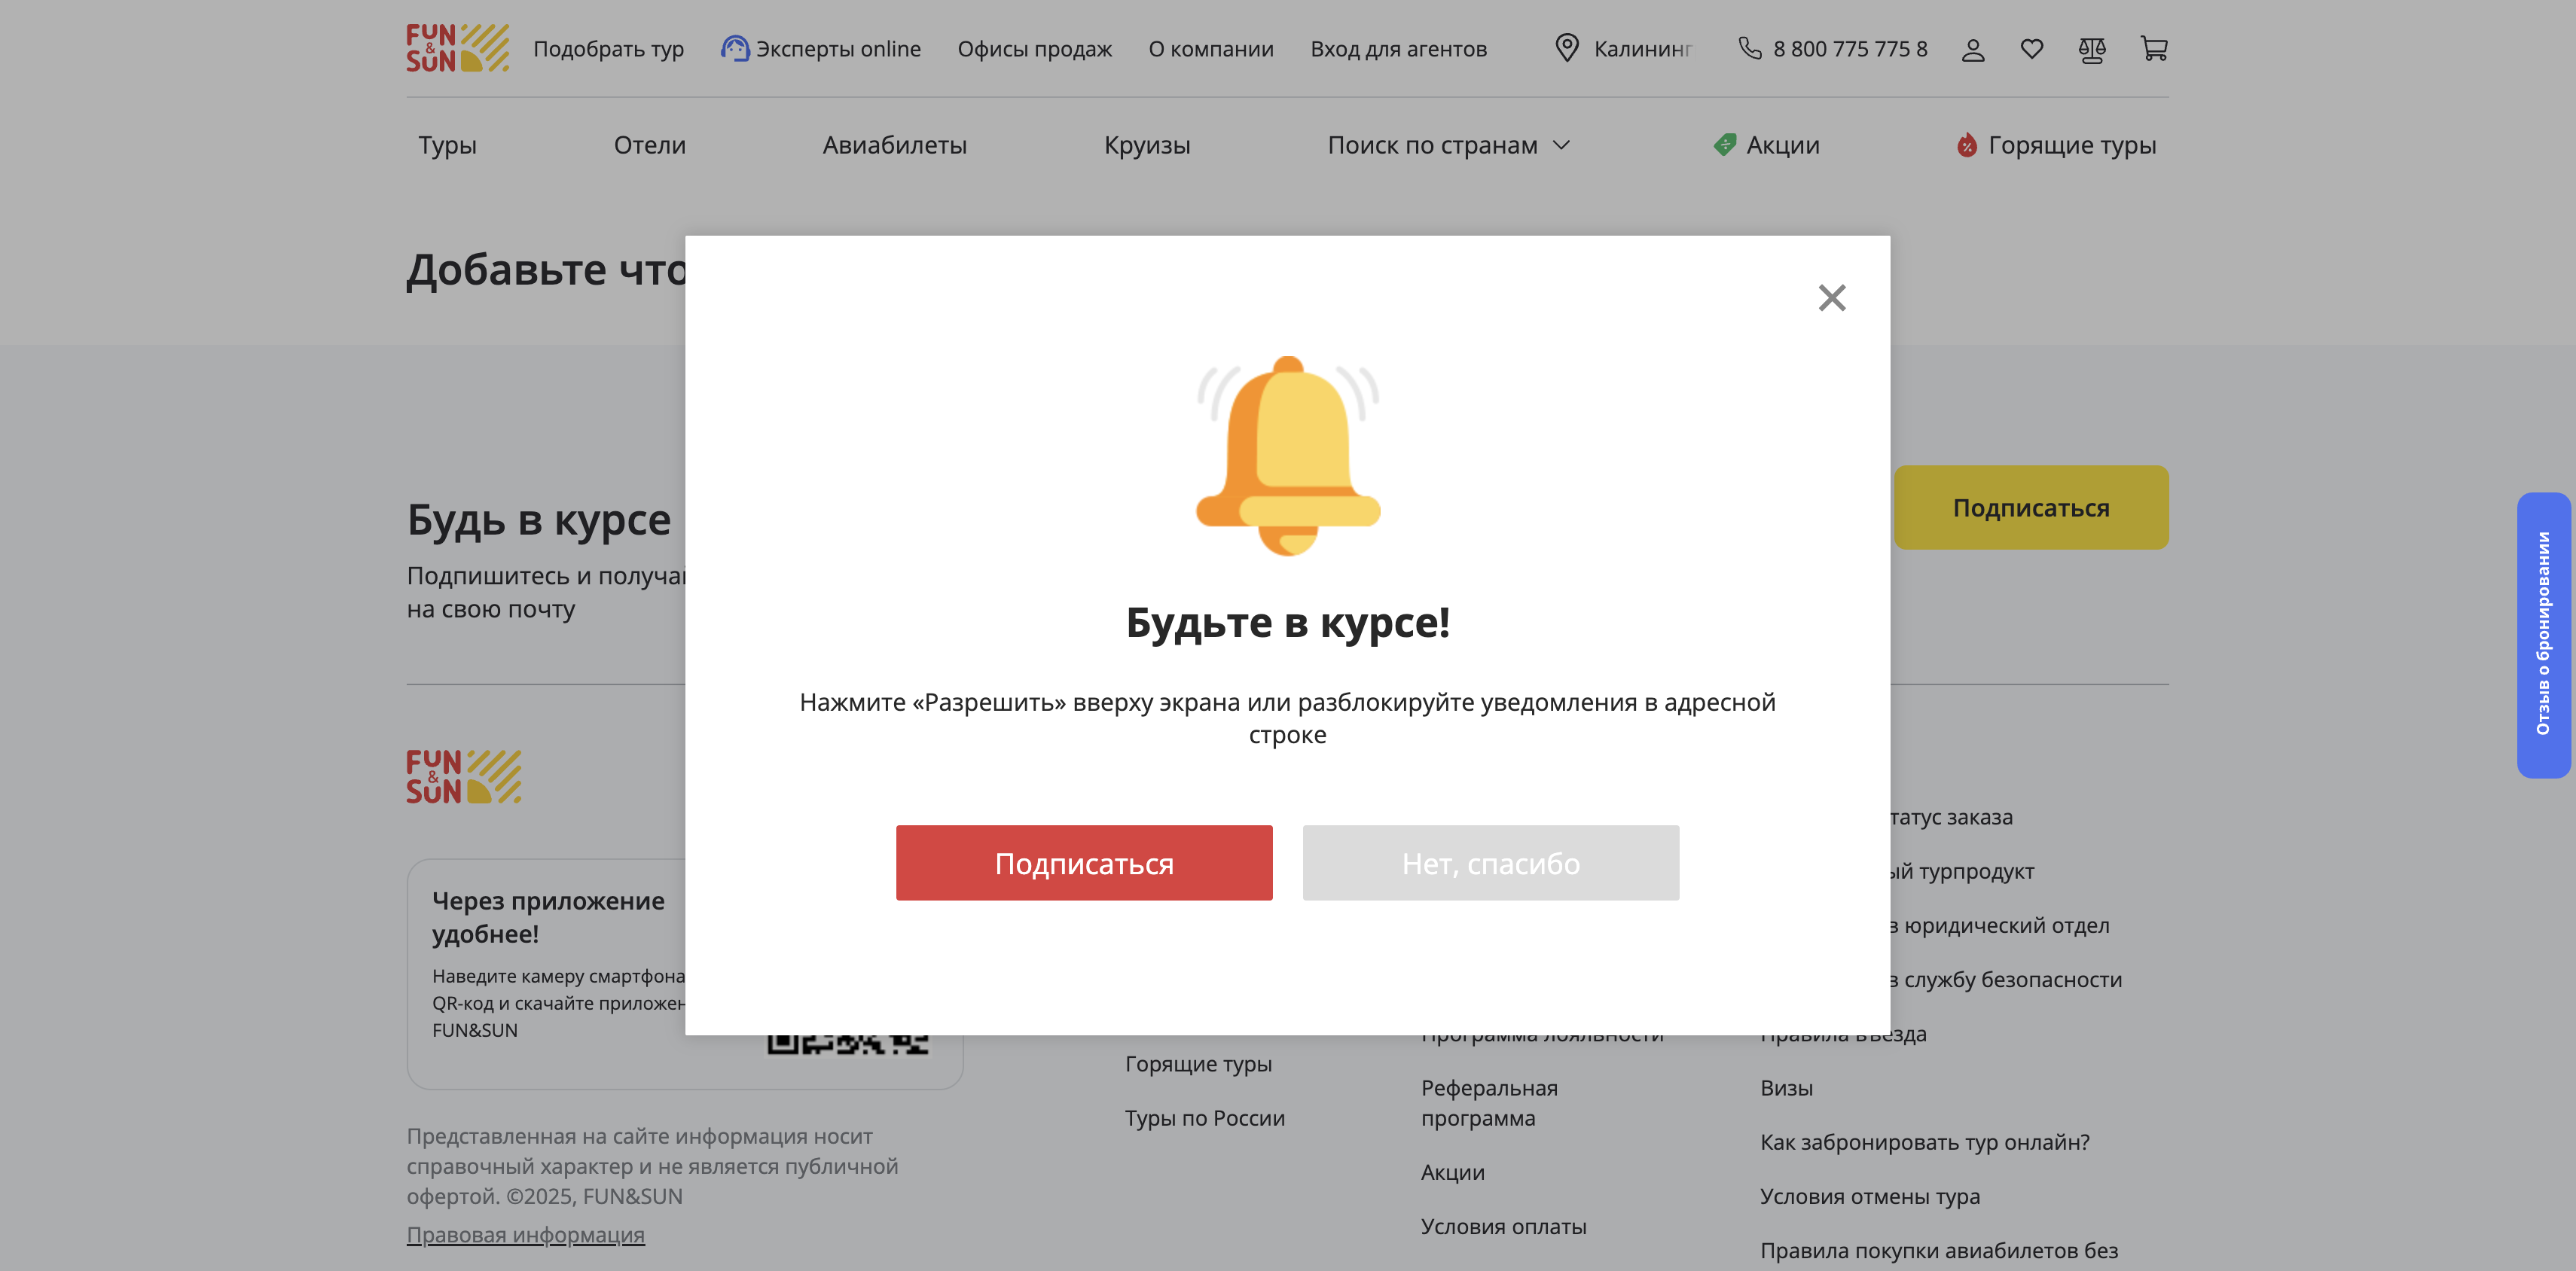 FUN & SUN
Подобрать тур
Эксперты online
Офисы продаж
О компании
Вход для агентов
8 800 775 775 8
Туры
Отели
Авиабилеты
Круизы
Поиск по странам
Акции
Горящие туры
Добавьте что
Будьте в курсе!
Нажмите «Разрешить» вверху экрана или разблокируйте уведомления в адресной
строке
Подписаться
Нет, спасибо
Будь в курсе
Подпишитесь и
на свою почту
Подписаться
Отзыв о бронировании
FUN & SUN
Через приложение
удобнее!
Наведите камеру смартфона
QR-код и скачайте
FUN&SUN
Представленная на сайте информация носит
справочный характер и не является публичной
офертой. ©2025, FUN&SUN
Правовая информация
Горящие туры
Туры по России
Программа лояльности
Реферальная
программа
Акции
Условия оплаты
заказа
турпродукт
в юридический отдел
в службу безопасности
Правила въезда
Визы
Как забронировать тур онлайн?
Условия отмены тура
Правила покупки авиабилетов без